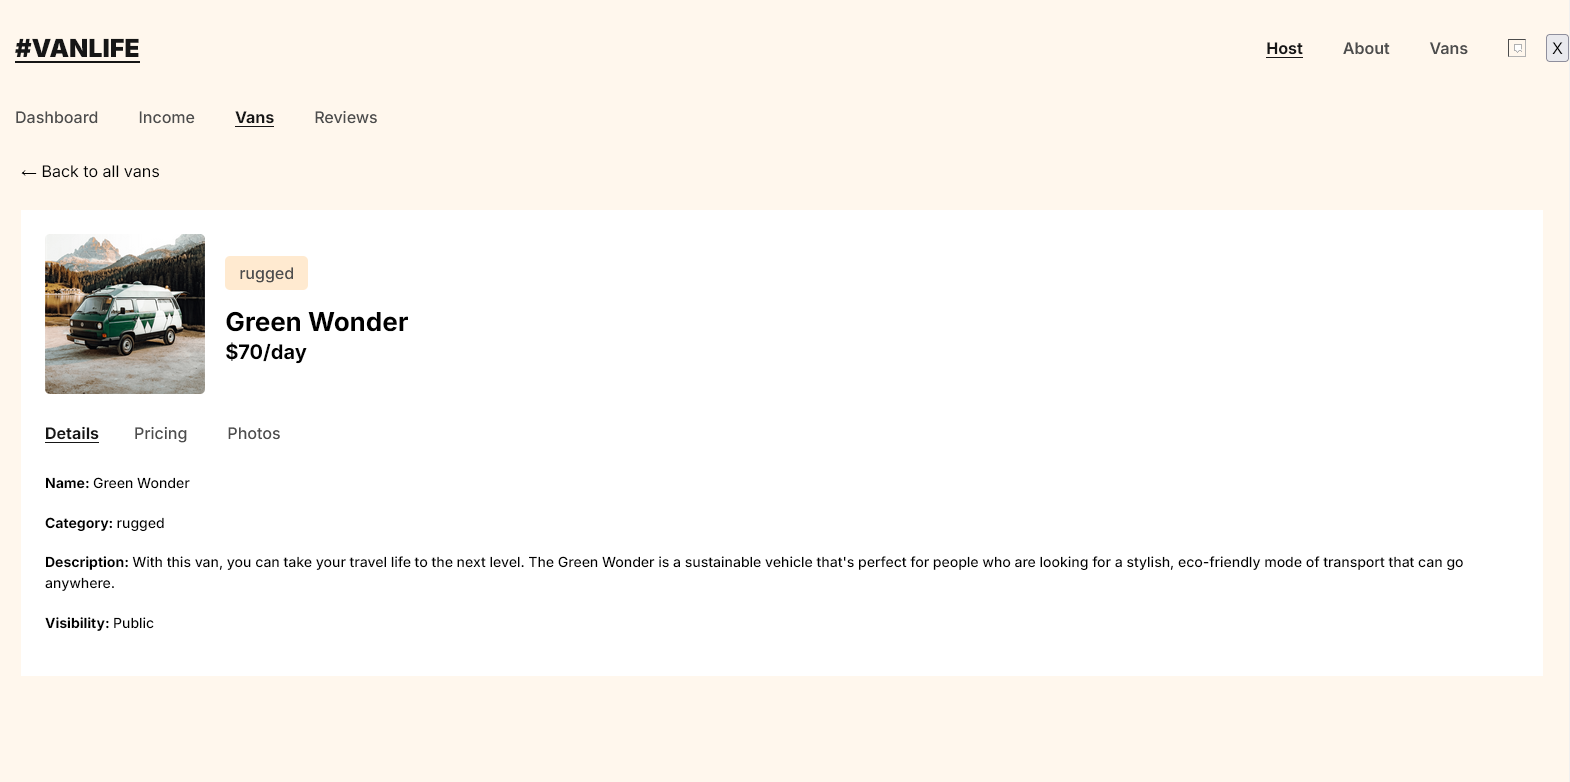 #VANLIFE
Host About Vans X
Dashboard Income Vans Reviews
← Back to all vans
rugged
Green Wonder
$70/day
Details Pricing Photos
Name: Green Wonder
Category: rugged
Description: With this van, you can take your travel life to the next level. The Green Wonder is a sustainable vehicle that's perfect for people who are looking for a stylish, eco-friendly mode of transport that can go
anywhere.
Visibility: Public